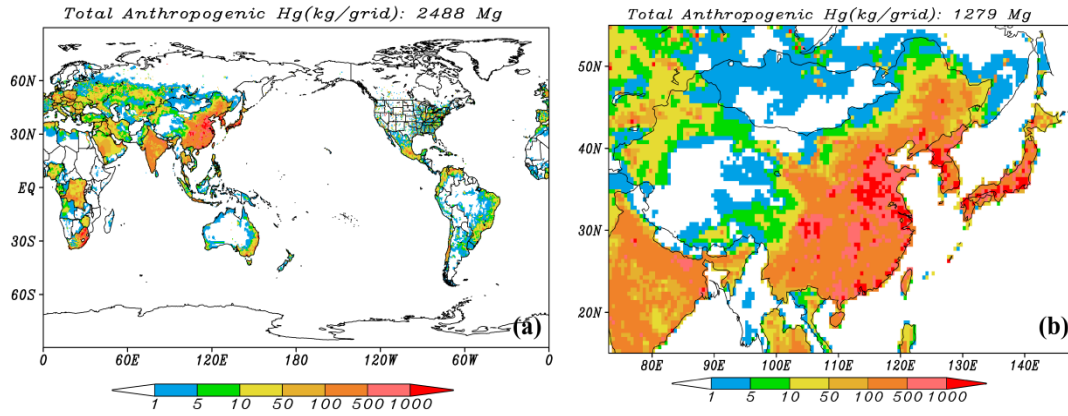 Total Anthropogenic Hg(kg/grid): 2488 Mg
60N
30N
EQ
30S
60S
(a)
0 60E 120E 180 120W 60W 0
1 5 10 50 100 500 1000
Total Anthropogenic Hg(kg/grid): 1279 Mg
50N
40N
30N
20N
(b)
80E 90E 100E 110E 120E 130E 140E
1 5 10 50 100 500 1000